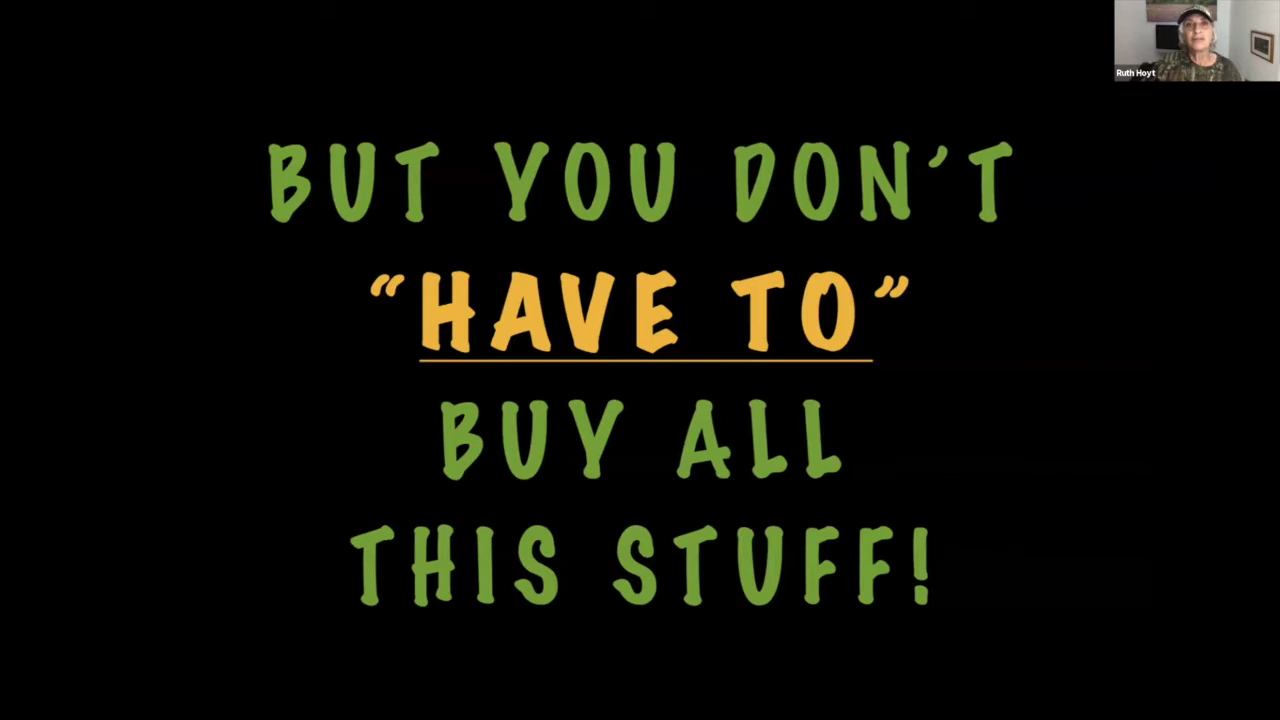 Ruth Hoyt
BUT YOU DON’T
“HAVE TO”
BUY ALL
THIS STUFF!